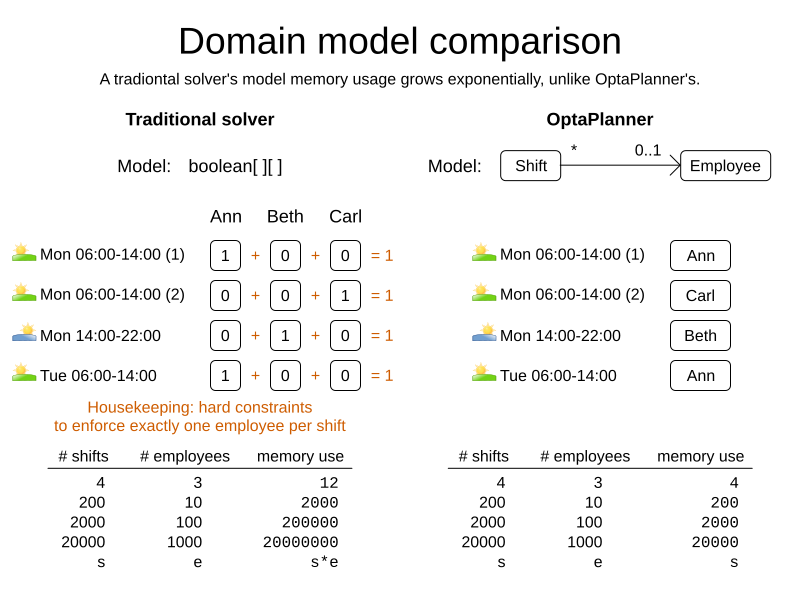 Domain model comparison
A tradiontal solver's model memory usage grows exponentially, unlike OptaPlanner's.
Traditional solver
Model: boolean[ ][ ]
Ann Beth Carl
Mon 06:00-14:00 (1) 1 + 0 + 0 = 1
Mon 06:00-14:00 (2) 0 + 0 + 1 = 1
Mon 14:00-22:00 0 + 1 + 0 = 1
Tue 06:00-14:00 1 + 0 + 0 = 1
Housekeeping: hard constraints
to enforce exactly one employee per shift
# shifts # employees memory use
4 3 12
200 10 2000
2000 100 200000
20000 1000 20000000
s e s*e
OptaPlanner
Model: Shift * 0..1 Employee
Mon 06:00-14:00 (1) Ann
Mon 06:00-14:00 (2) Carl
Mon 14:00-22:00 Beth
Tue 06:00-14:00 Ann
# shifts # employees memory use
4 3 4
200 10 200
2000 100 2000
20000 1000 20000
s e s